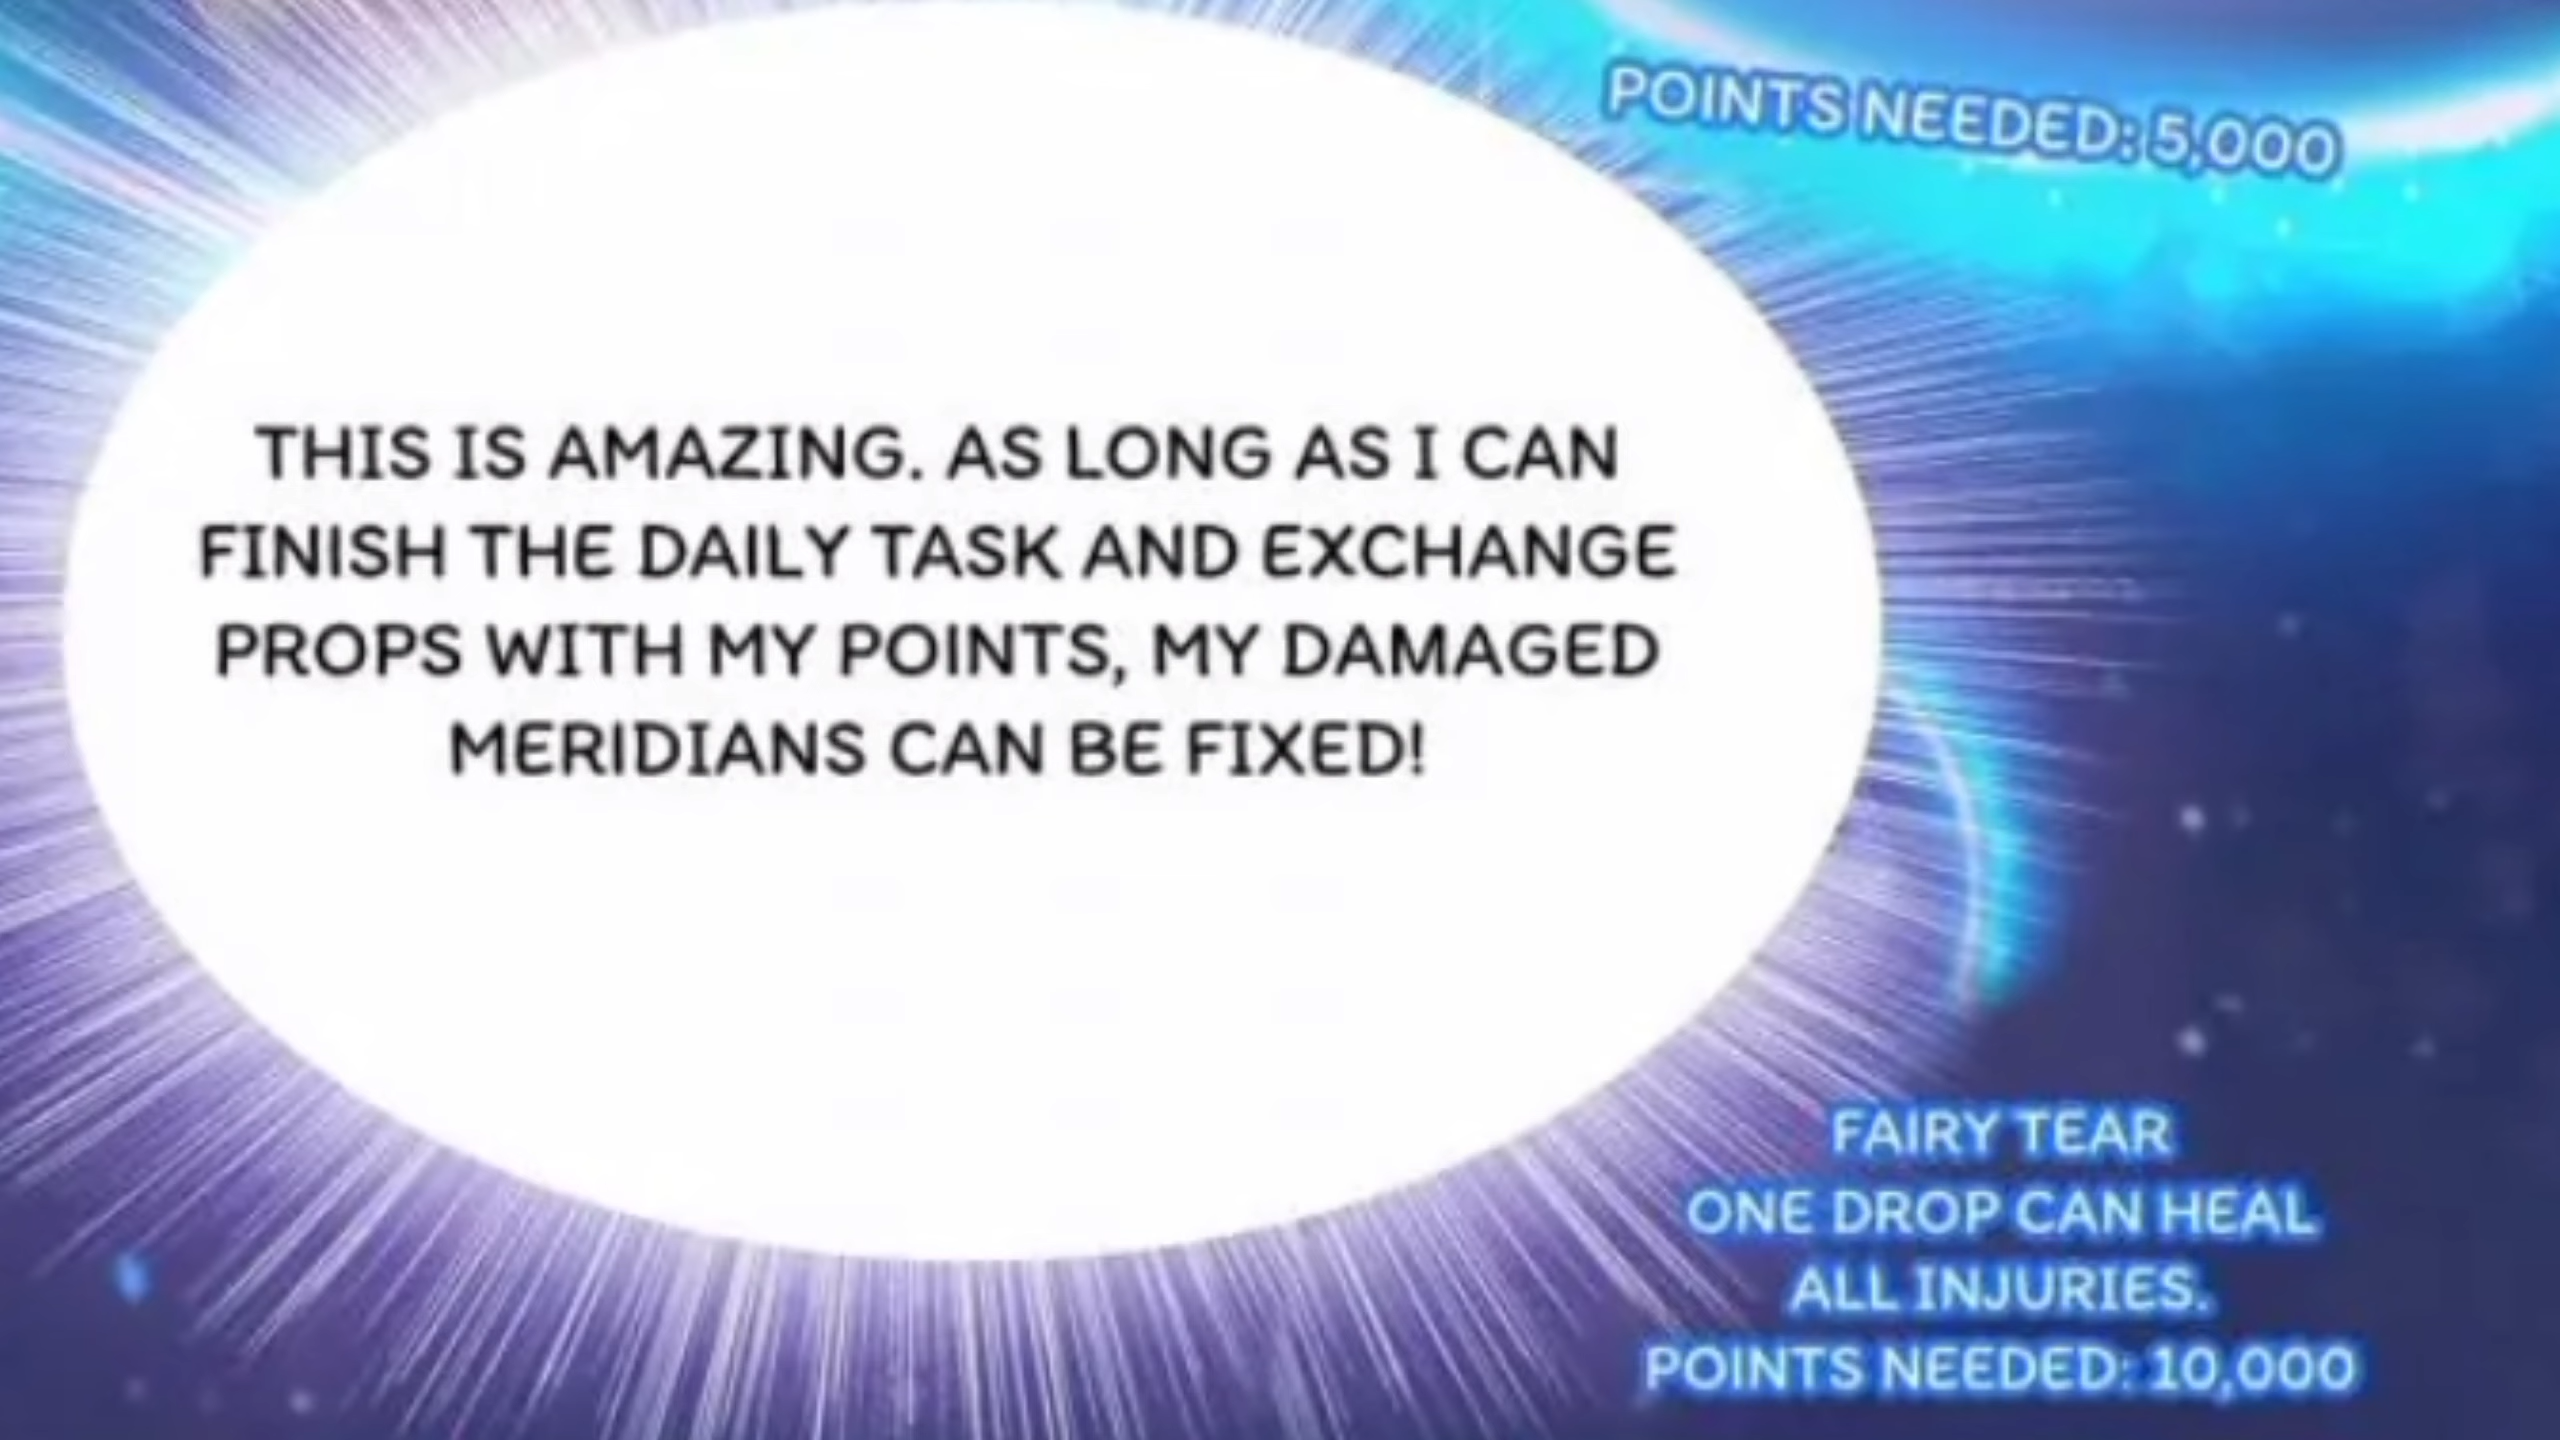 POINTS NEEDED: 5,000
THIS IS AMAZING. AS LONG AS I CAN
FINISH THE DAILY TASK AND EXCHANGE
PROPS WITH MY POINTS, MY DAMAGED
MERIDIANS CAN BE FIXED!
FAIRY TEAR
ONE DROP CAN HEAL
ALL INJURIES.
POINTS NEEDED: 10,000